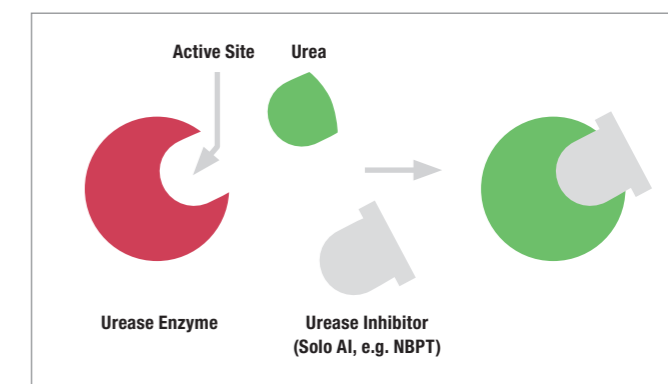 Active Site
Urea
Urease Enzyme
Urease Inhibitor
(Solo AI, e.g. NBPT)